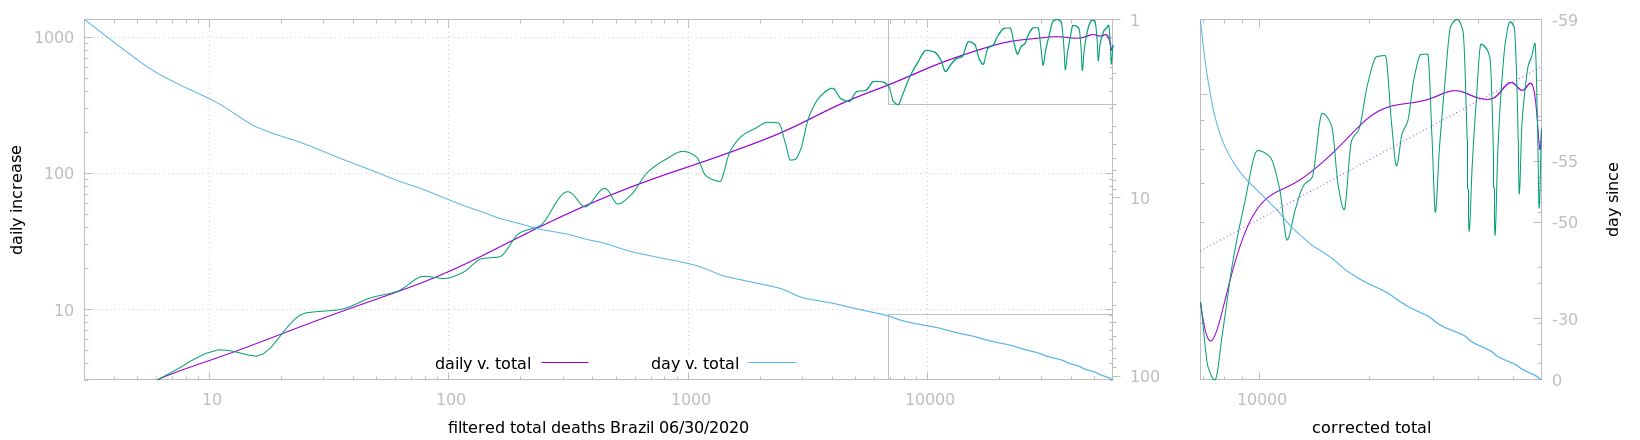 1000
100
10
daily increase
daily v. total
day v. total
10
100
1000
10000
filtered total deaths Brazil 06/30/2020
1
10
100
10000
corrected total
-59
-55
-50
-30
0
day since